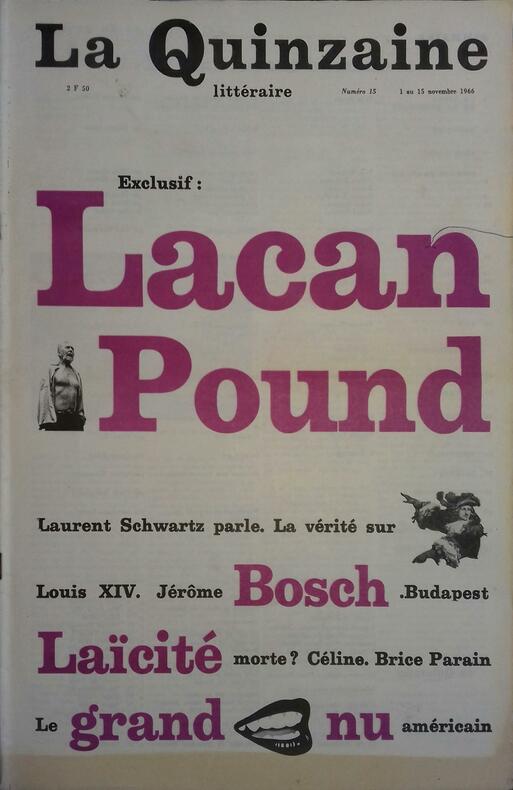 La Quinzaine
2 F 50 littéraire Numéro 15 1 au 15 novembre 1966
Exclusif :
Lacan
Pound
Laurent Schwartz parle. La vérité sur
Louis XIV. Jérôme Bosch .Budapest
Laïcité morte? Céline. Brice Parain
Le grand nu américain